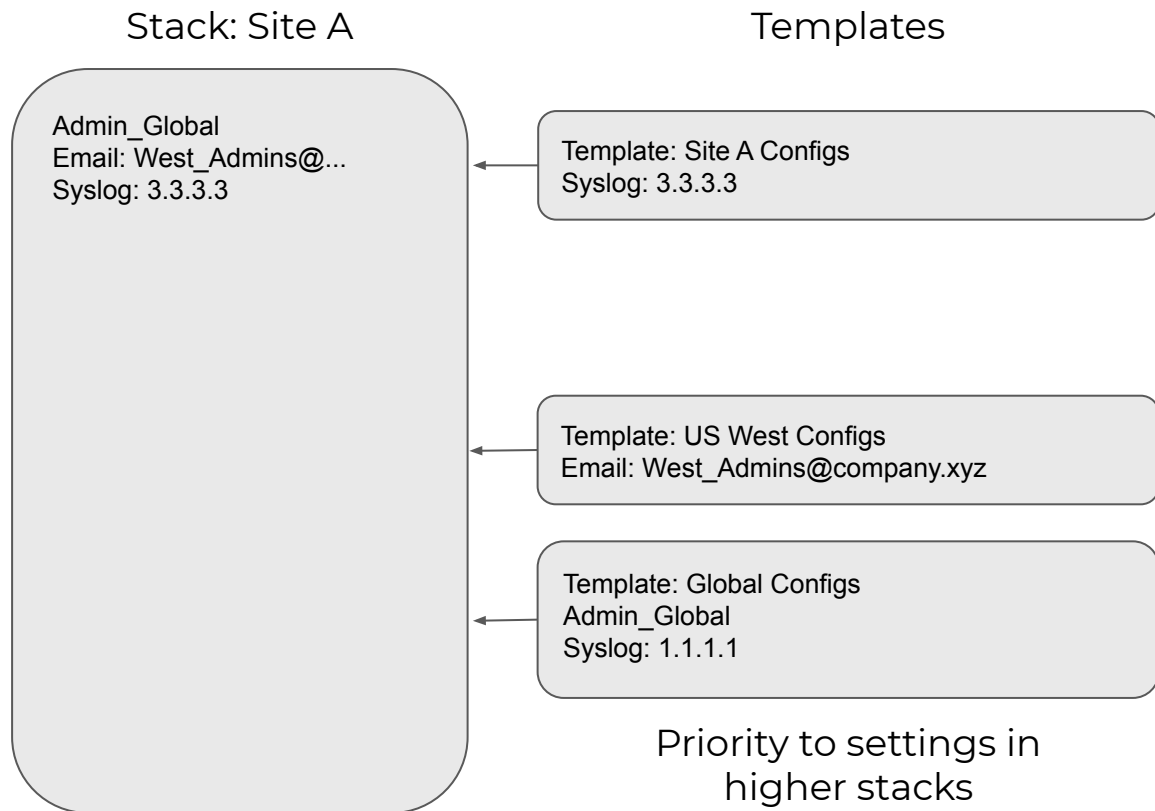 Stack: Site A
Templates
Admin_Global
Email: West_Admins@...
Syslog: 3.3.3.3
Template: Site A Configs
Syslog: 3.3.3.3
Template: US West Configs
Email: West_Admins@company.xyz
Template: Global Configs
Admin_Global
Syslog: 1.1.1.1
Priority to settings in
higher stacks